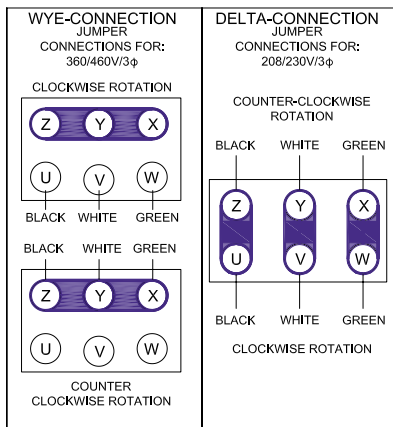 WYE-CONNECTION
JUMPER
CONNECTIONS FOR:
360/460V/3ϕ
CLOCKWISE ROTATION
Z Y X
U V W
BLACK WHITE GREEN
BLACK WHITE GREEN
Z Y X
U V W
COUNTER
CLOCKWISE ROTATION
DELTA-CONNECTION
JUMPER
CONNECTIONS FOR:
208/230V/3ϕ
COUNTER-CLOCKWISE
ROTATION
BLACK WHITE GREEN
Z Y X
U V W
BLACK WHITE GREEN
CLOCKWISE ROTATION